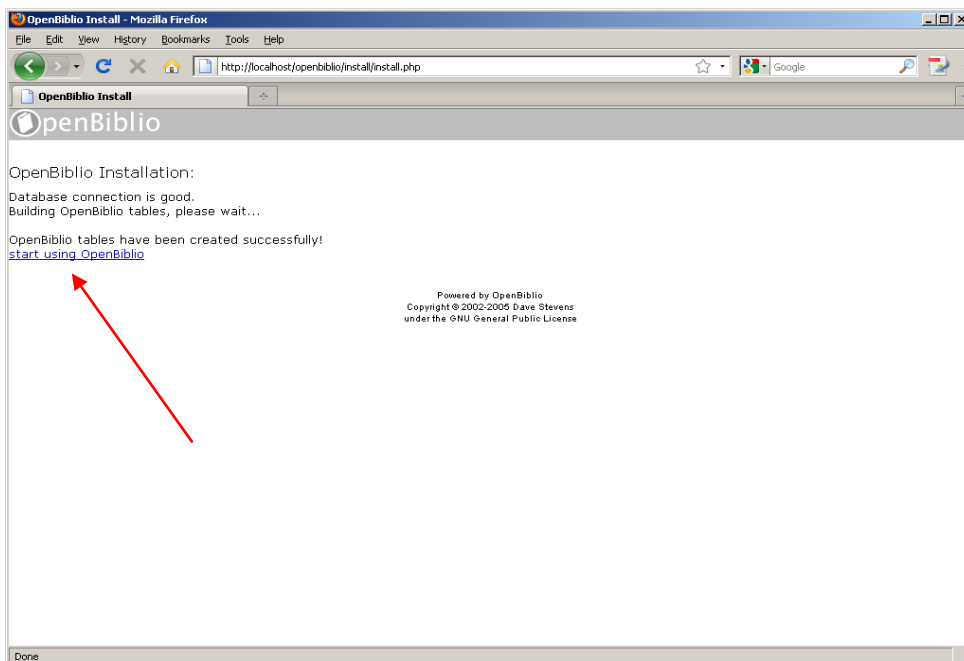 OpenBiblio Install - Mozilla Firefox
File Edit View History Bookmarks Tools Help
http://localhost/openbiblio/install/install.php
Google
OpenBiblio Install
OpenBiblio
OpenBiblio Installation:
Database connection is good.
Building OpenBiblio tables, please wait...
OpenBiblio tables have been created successfully!
start using OpenBiblio
Powered by OpenBiblio
Copyright © 2002-2005 Dave Stevens
under the GNU General Public License
Done